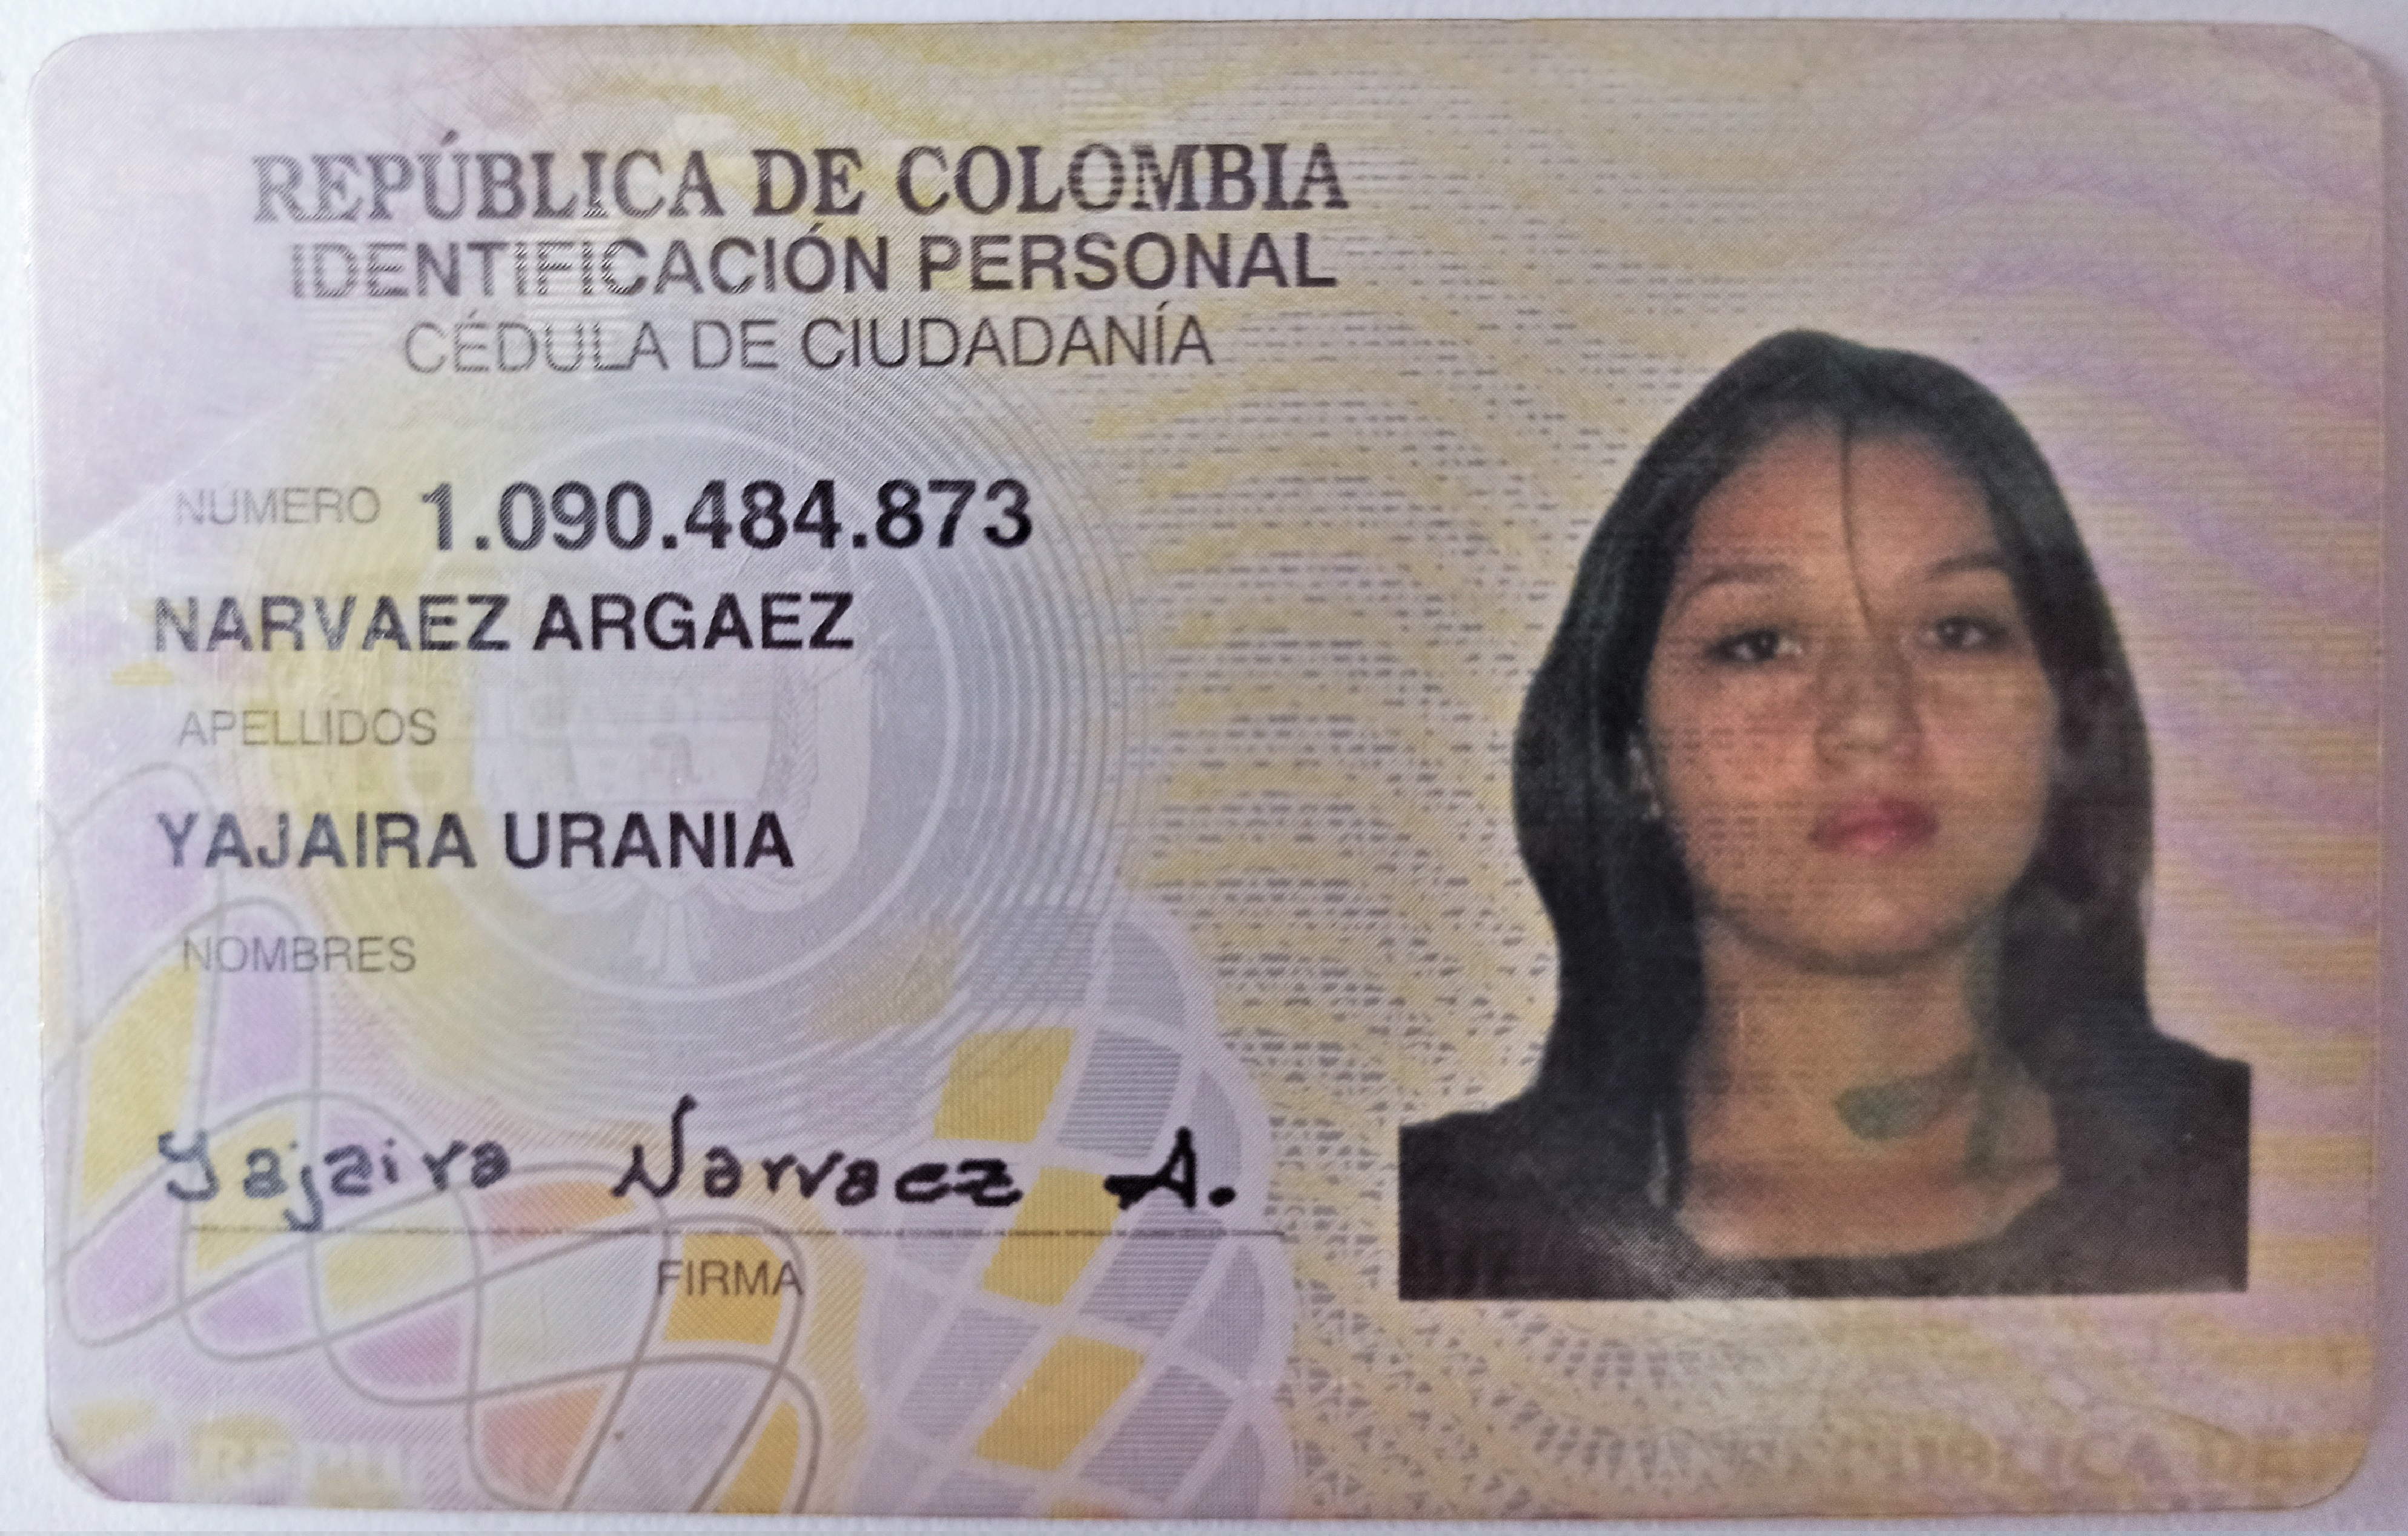 REPÚBLICA DE COLOMBIA
IDENTIFICACIÓN PERSONAL
CÉDULA DE CIUDADANÍA
NÚMERO 1.090.484.873
NARVAEZ ARGAEZ
APELLIDOS
YAJAIRA URANIA
NOMBRES
Yajaira Narvaez A.
FIRMA